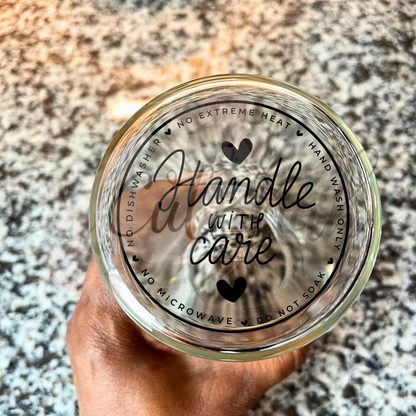 Handle
WITH
care
NO EXTREME HEAT
HAND WASH ONLY
DO NOT SOAK
NO MICROWAVE
NO DISHWASHER